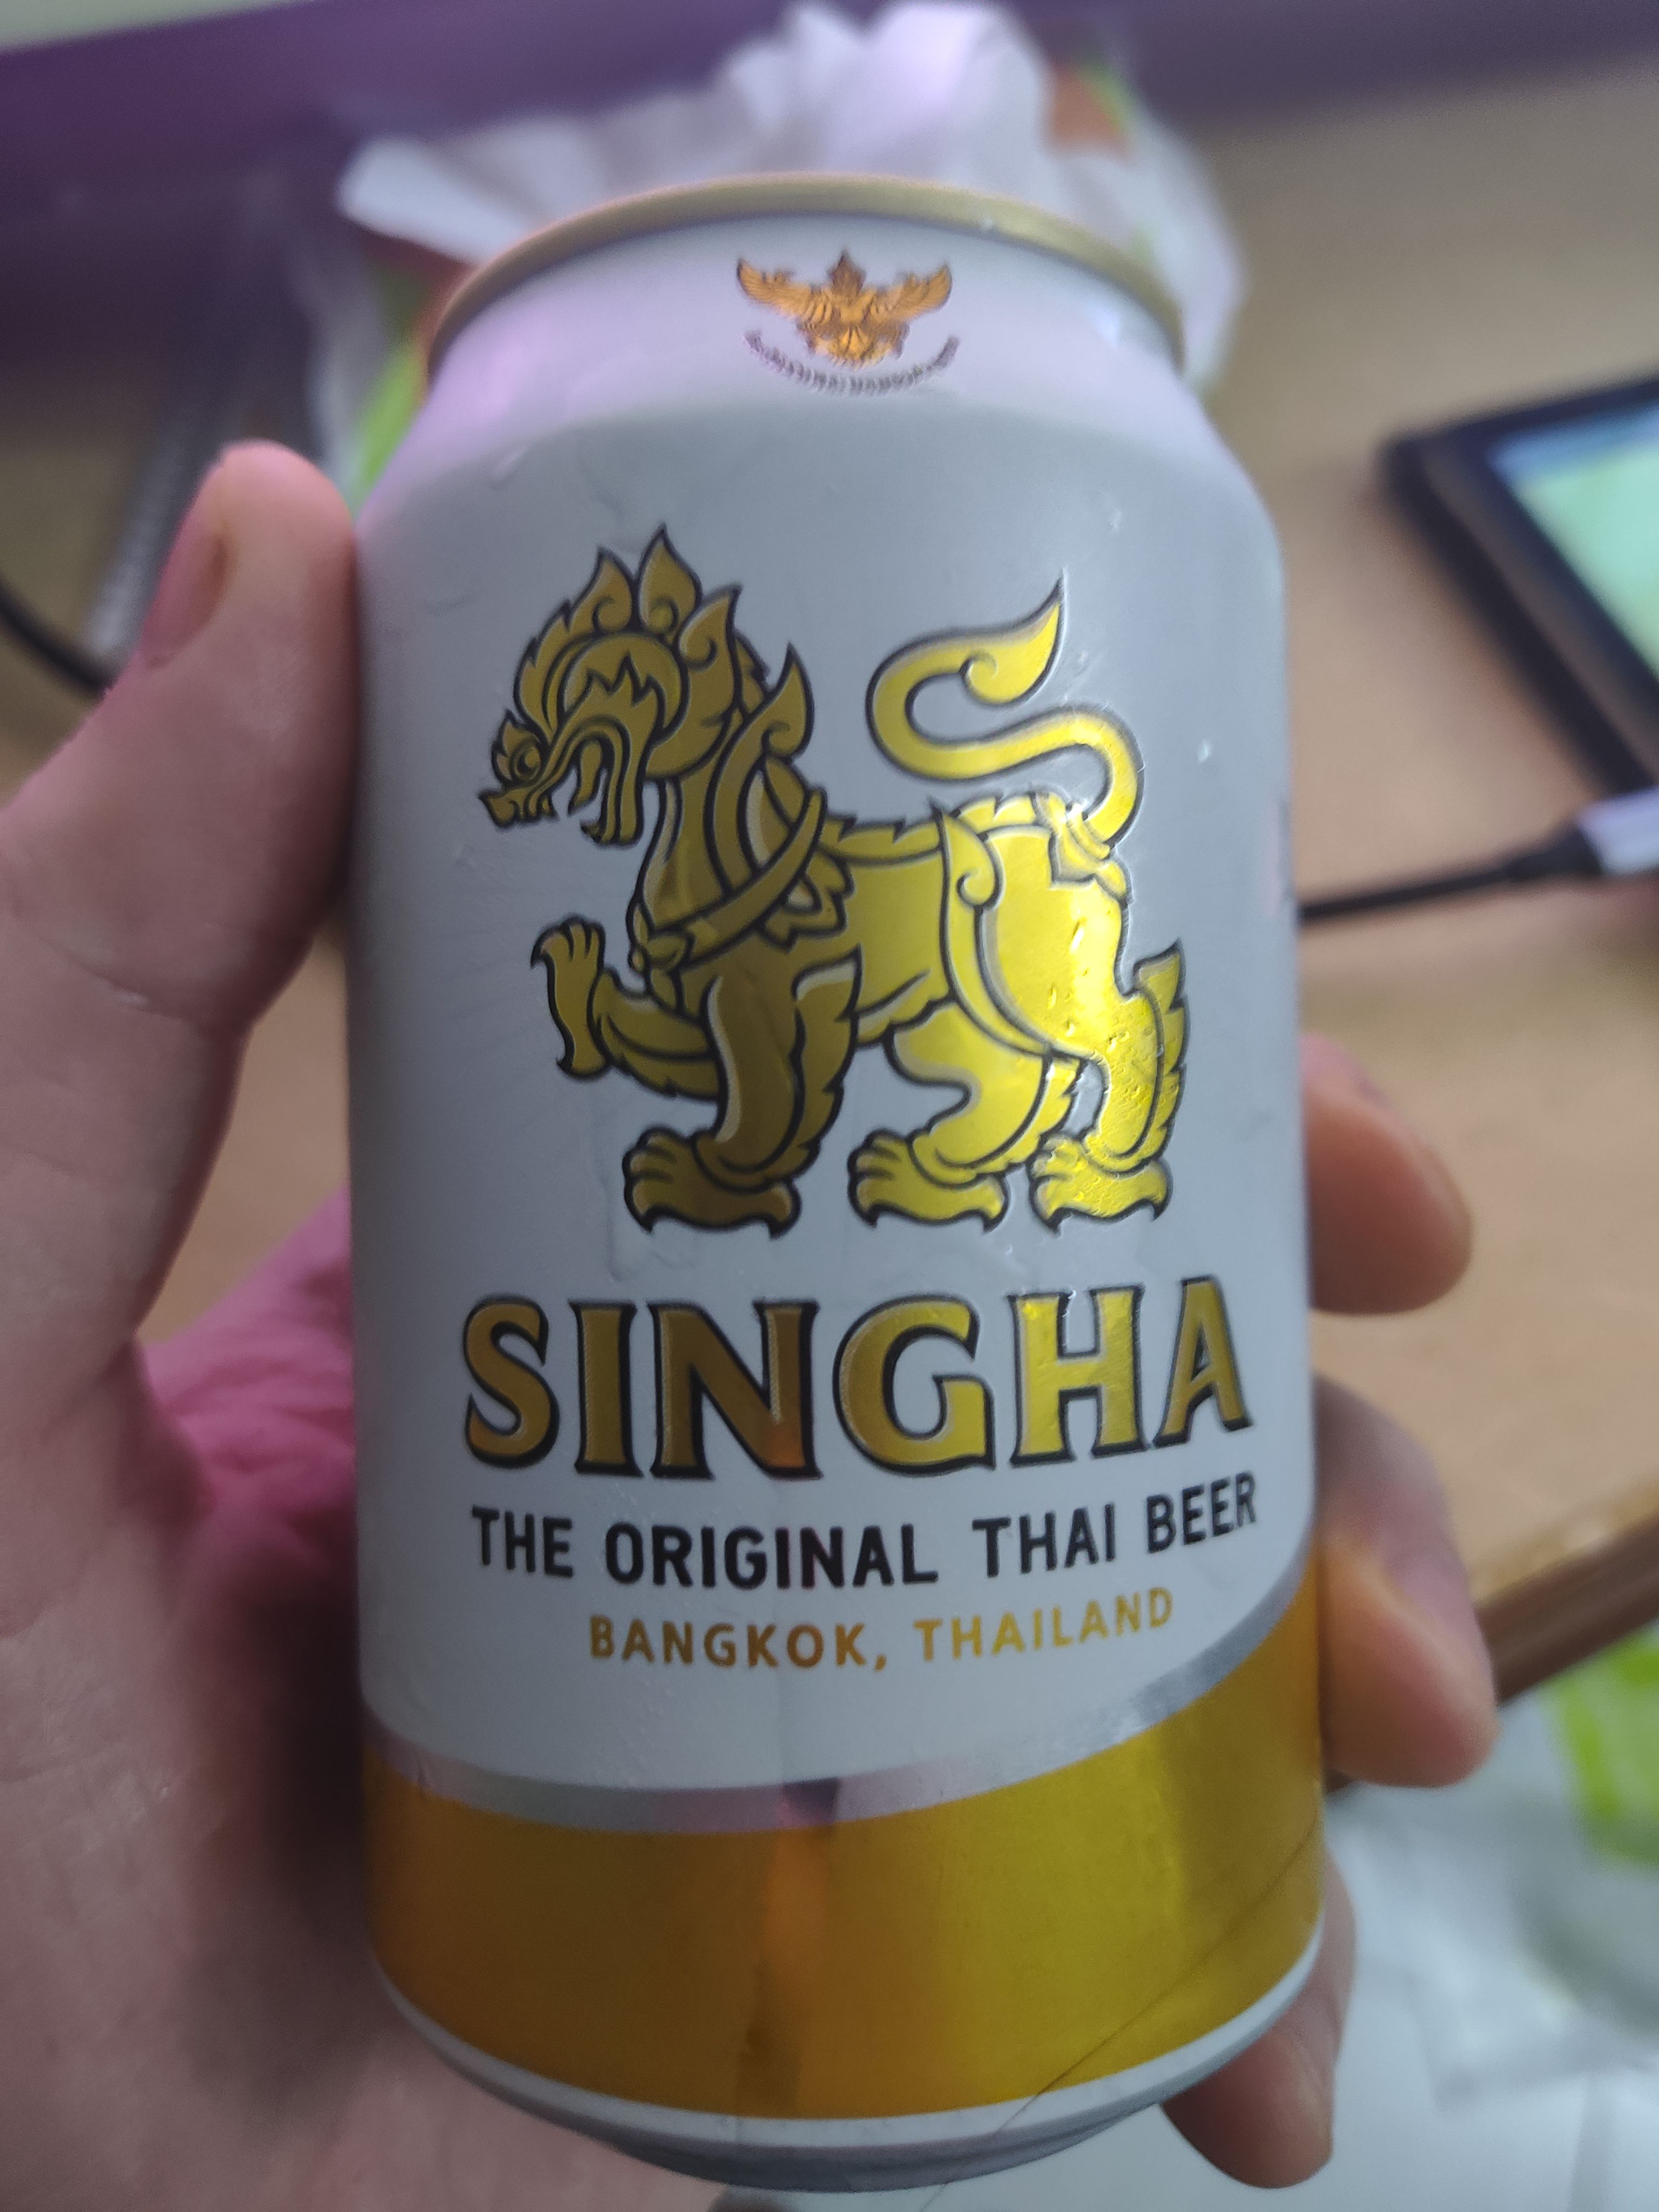 SINGHA
THE ORIGINAL THAI BEER
BANGKOK, THAILAND